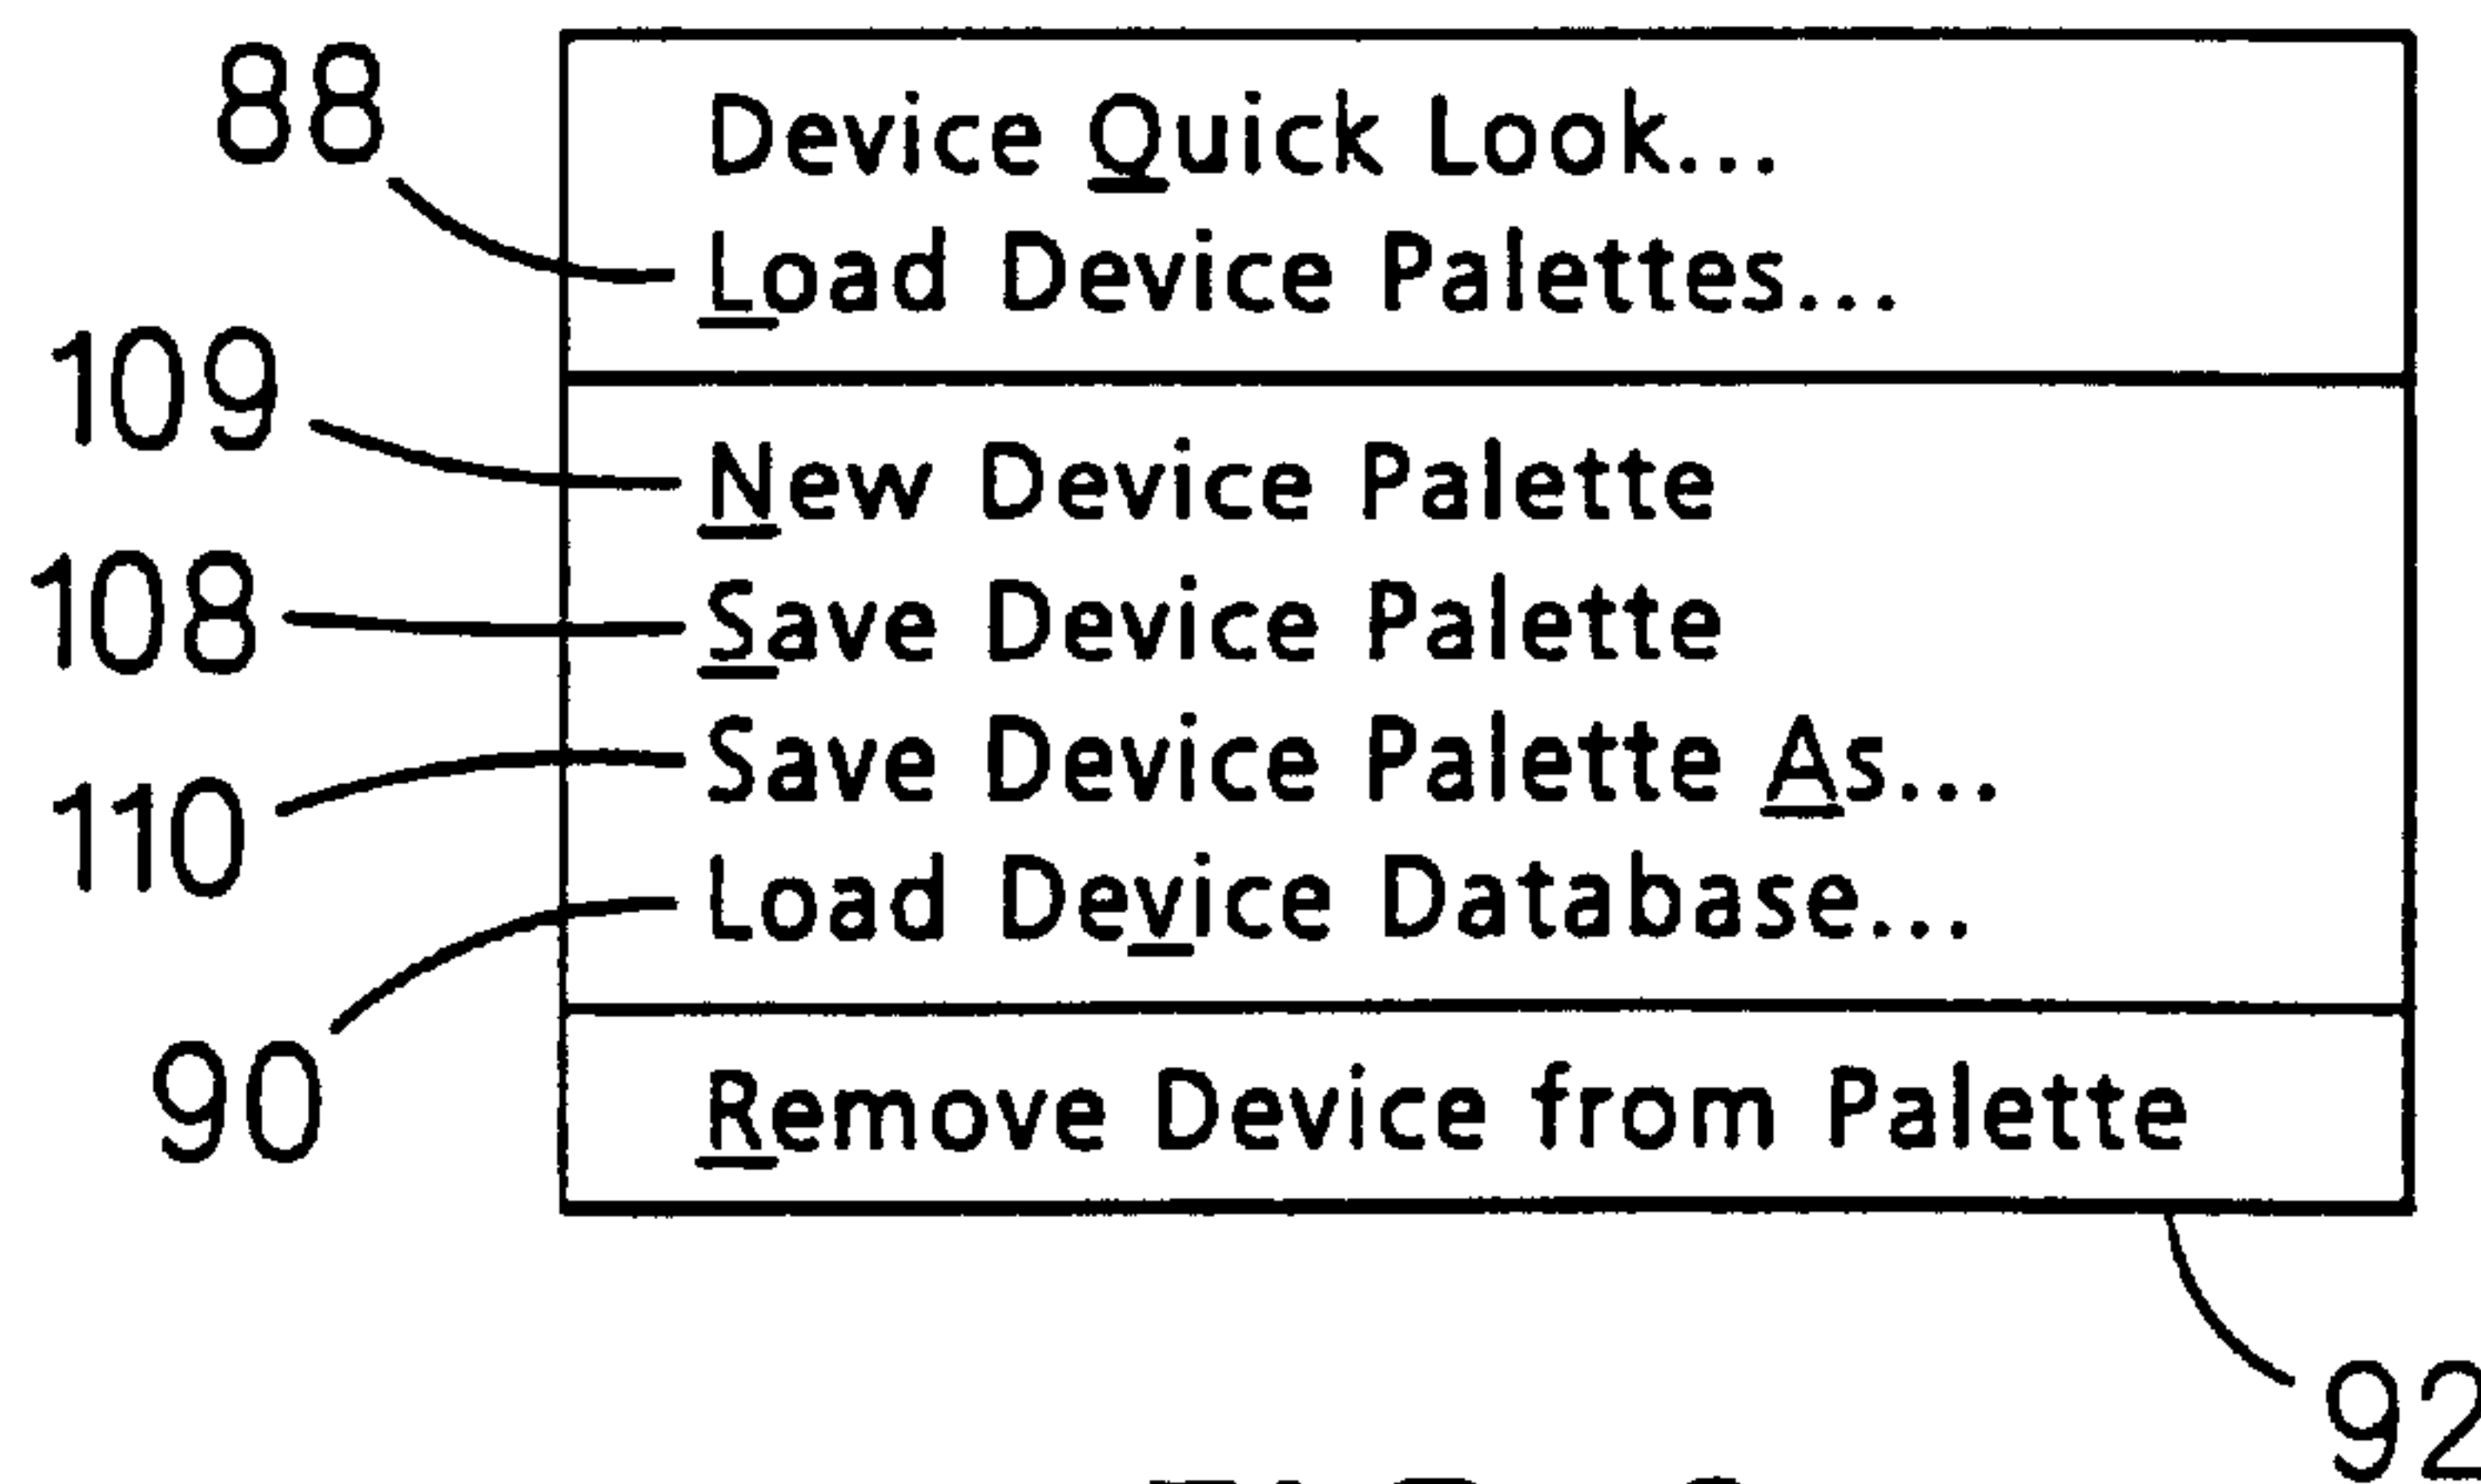 88
Device Quick Look...
Load Device Palettes...
109
New Device Palette
108
Save Device Palette
110
Save Device Palette As...
Load Device Database...
90
Remove Device from Palette
92